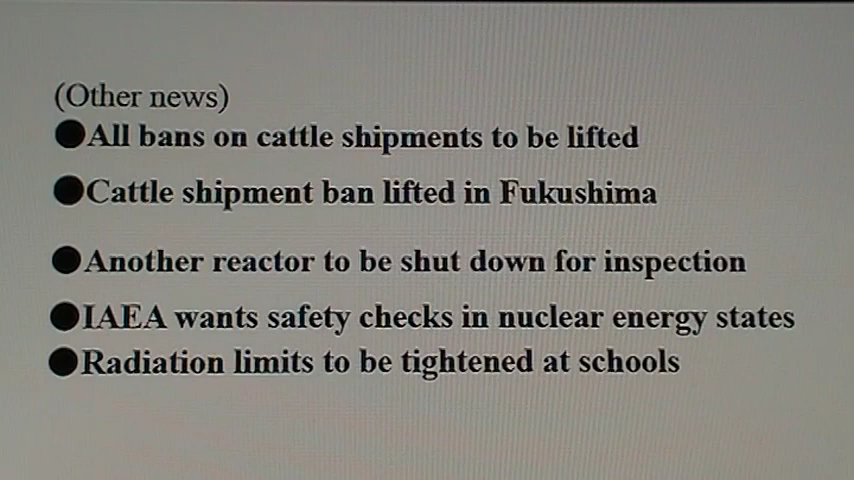 (Other news)
●All bans on cattle shipments to be lifted
●Cattle shipment ban lifted in Fukushima
●Another reactor to be shut down for inspection
●IAEA wants safety checks in nuclear energy states
●Radiation limits to be tightened at schools